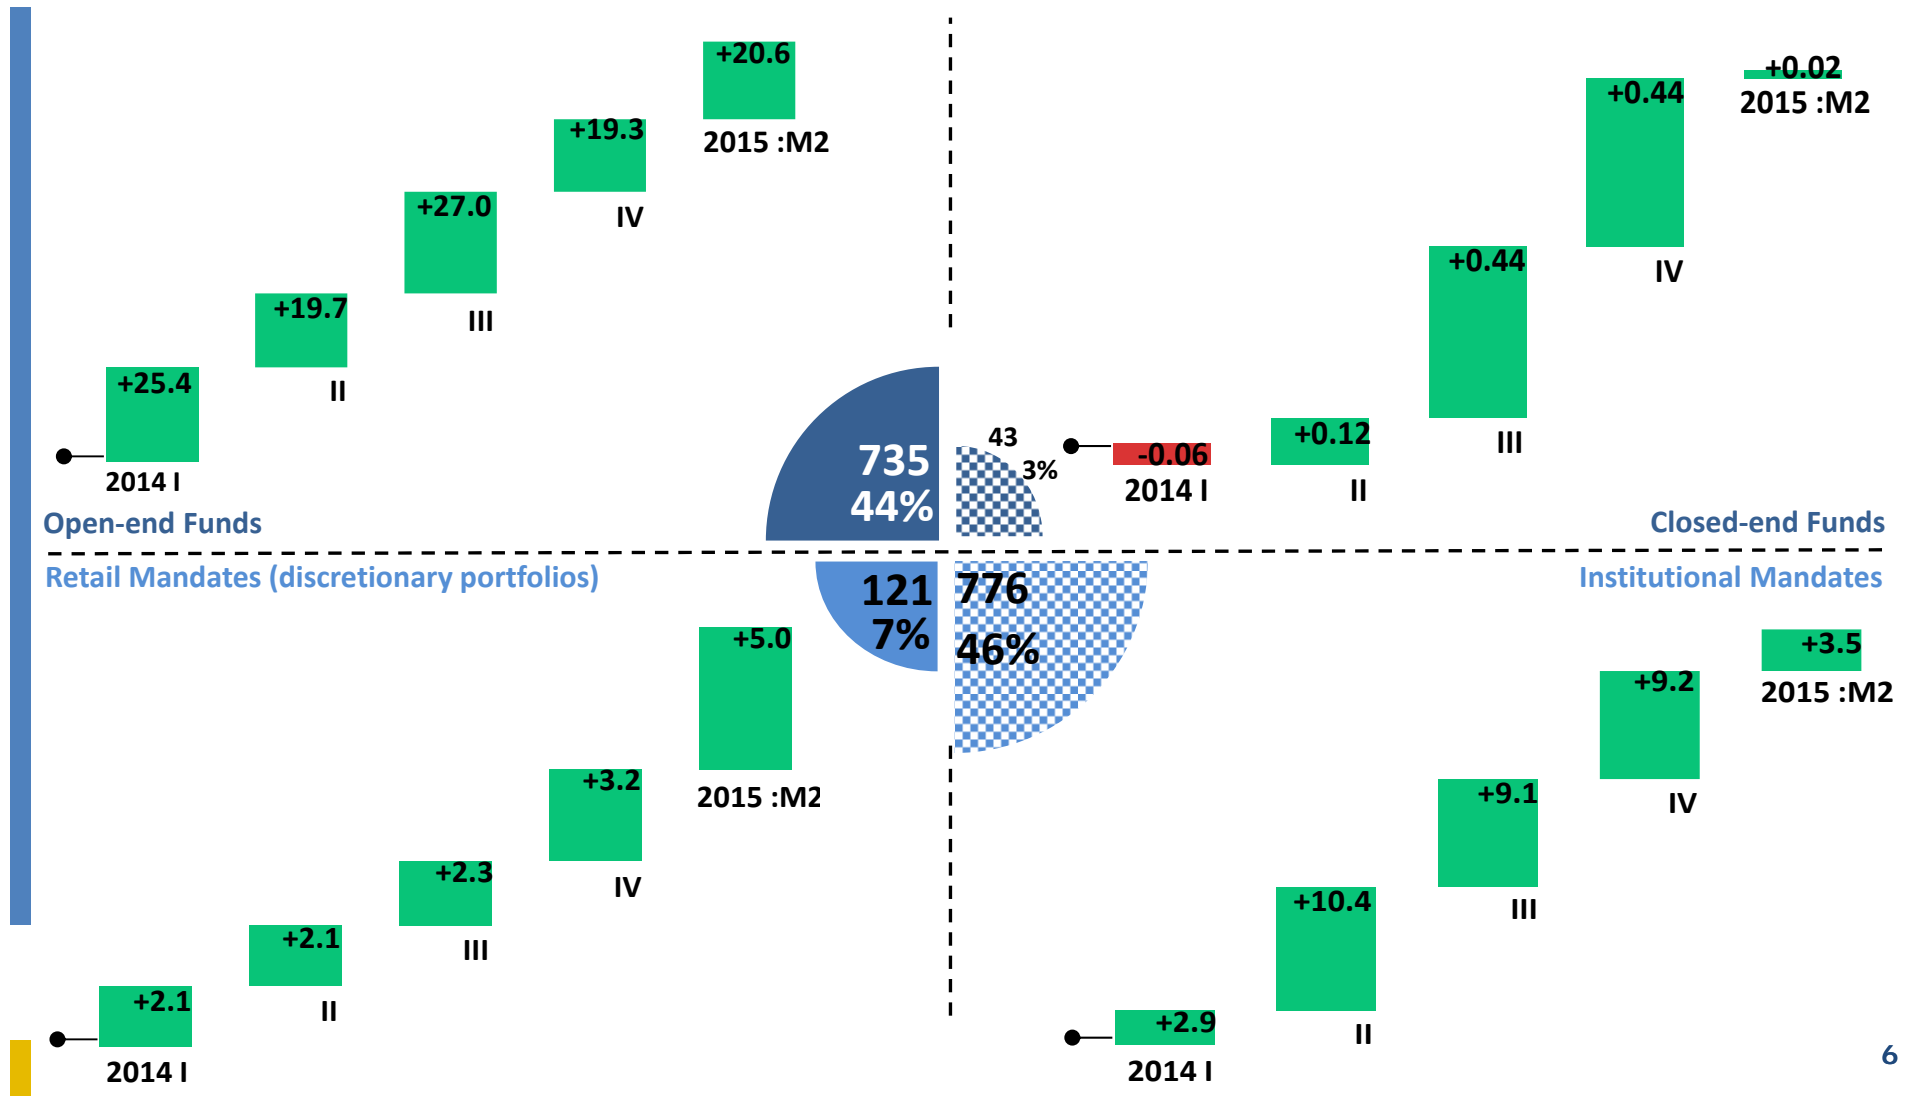 +20.6
2015 :M2
+19.3
IV
+27.0
III
+19.7
II
+25.4
2014 I
Open-end Funds
735
44%
43
3%
+0.02
2015 :M2
+0.44
IV
+0.44
III
+0.12
II
-0.06
2014 I
Closed-end Funds
Retail Mandates (discretionary portfolios)
121
7%
+5.0
2015 :M2
+3.2
IV
+2.3
III
+2.1
II
+2.1
2014 I
Institutional Mandates
776
46%
+3.5
2015 :M2
+9.2
IV
+9.1
III
+10.4
II
+2.9
2014 I
6